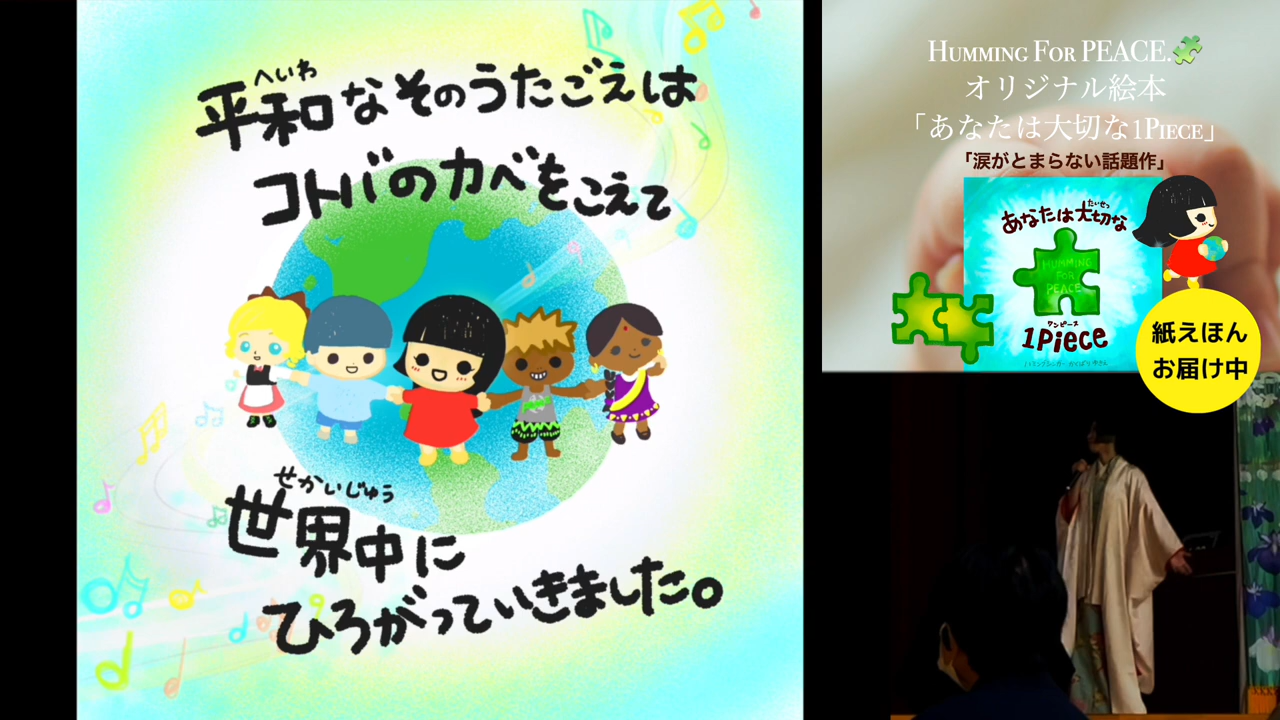 へいわ
平和なそのうたごえは
コトバのカベをこえて
せかいじゅう
世界中に
ひろがっていきました。
HUMMING FOR PEACE.
オリジナル絵本
「あなたは大切な1PIECE」
「涙がとまらない話題作」
たいせつ
あなたは大切な
HUMMING
FOR
PEACE
ワンピース
1Piece
紙えほん
お届け中